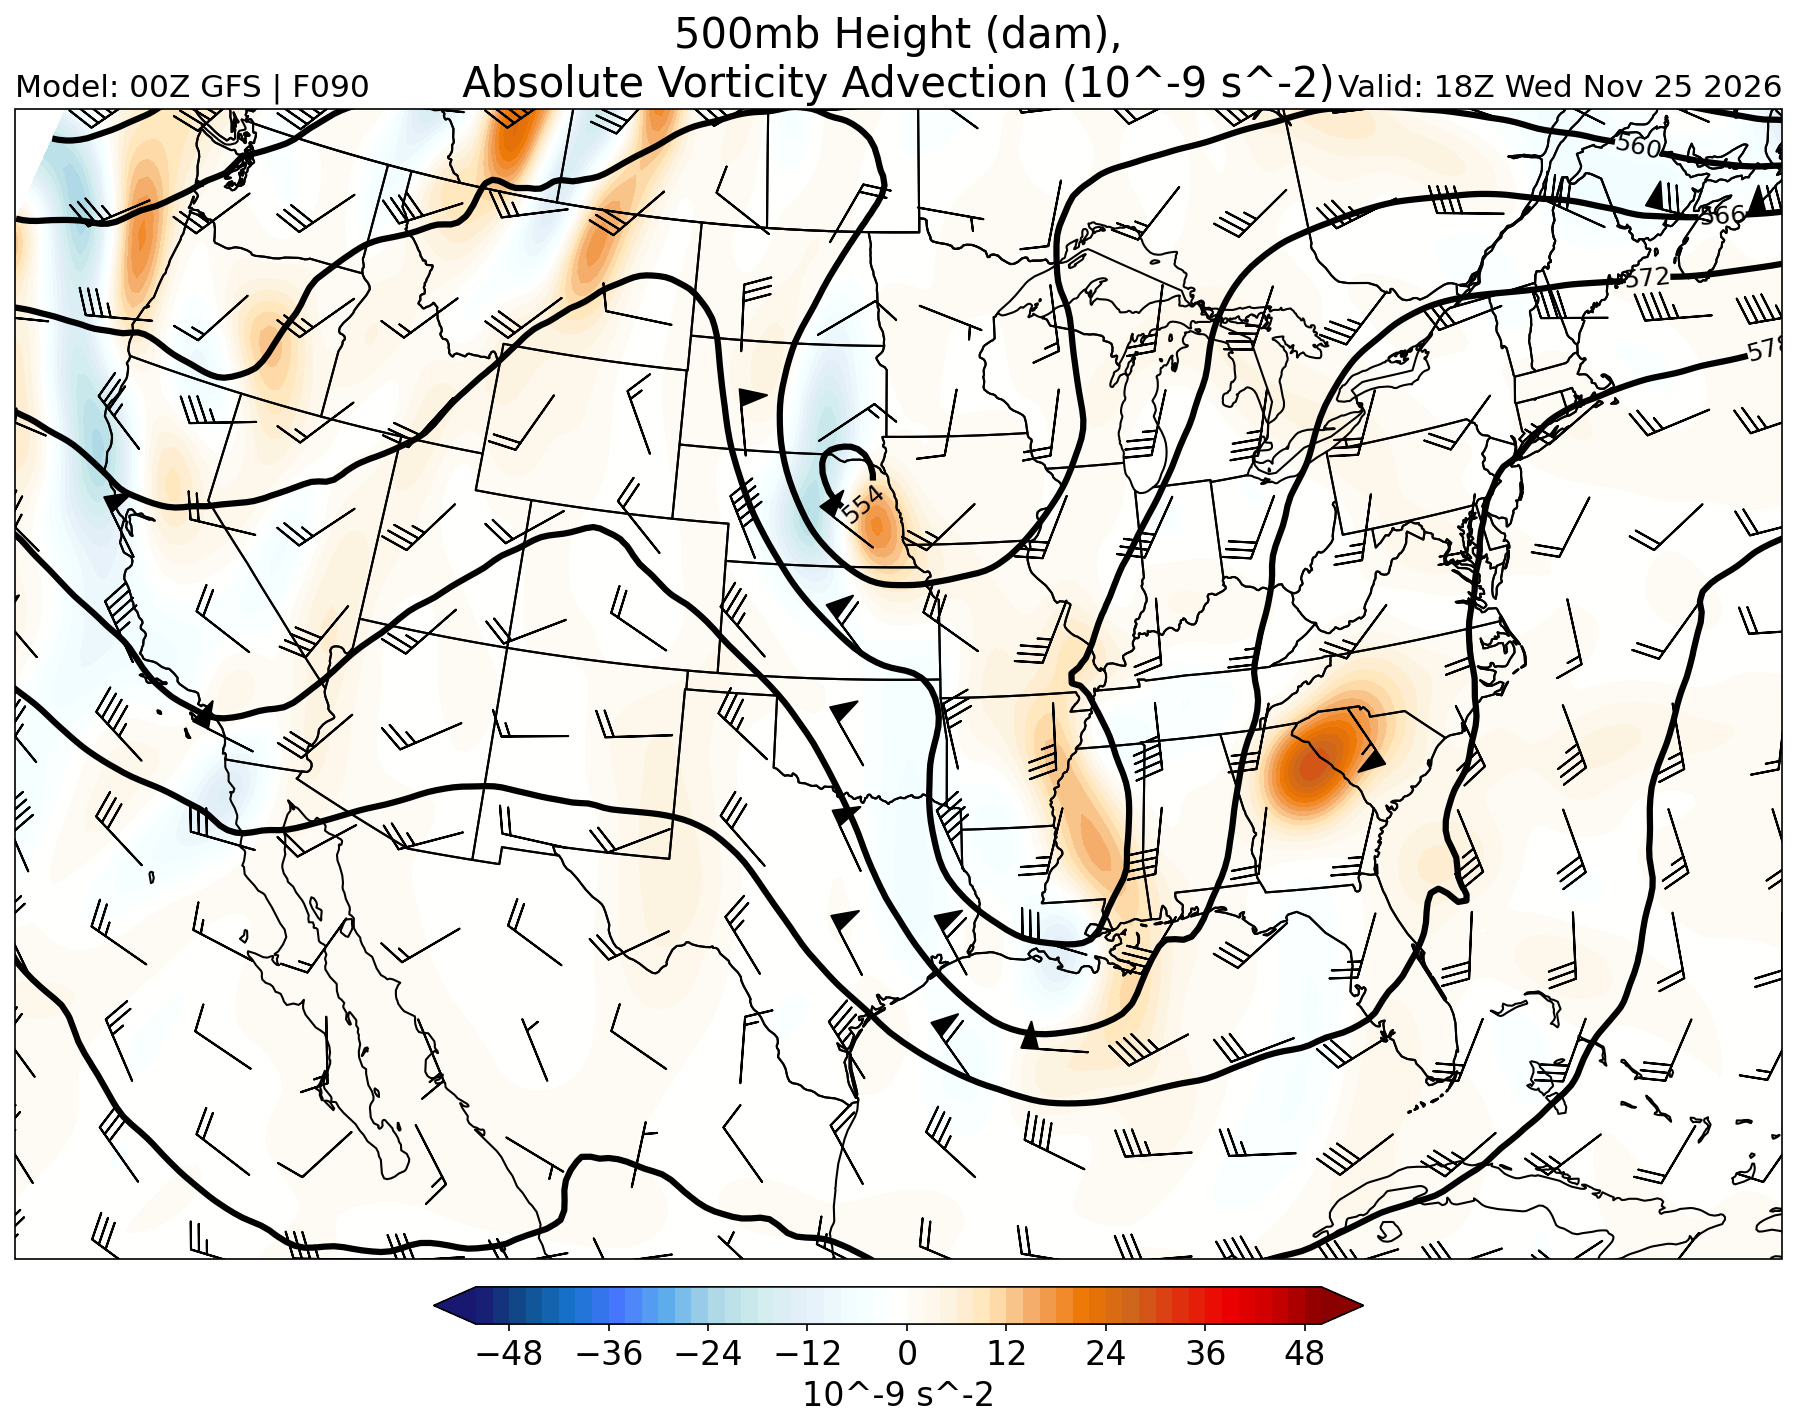 500mb Height (dam),
Model: 00Z GFS | F090
Absolute Vorticity Advection (10^-9 s^-2)
Valid: 18Z Wed Nov 25 2026
560
566
572
578
554
−48 −36 −24 −12 0 12 24 36 48
10^-9 s^-2